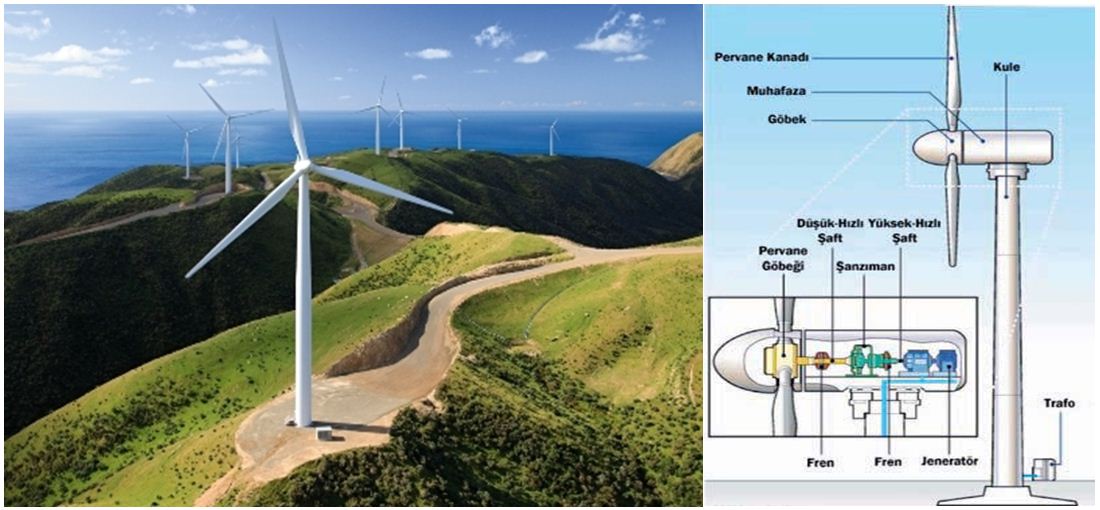 Pervane Kanadı
Kule
Muhafaza
Göbek
Düşük-Hızlı
Şaft
Yüksek-Hızlı
Şaft
Pervane
Göbeği
Şanzıman
Trafo
Fren
Fren
Jeneratör